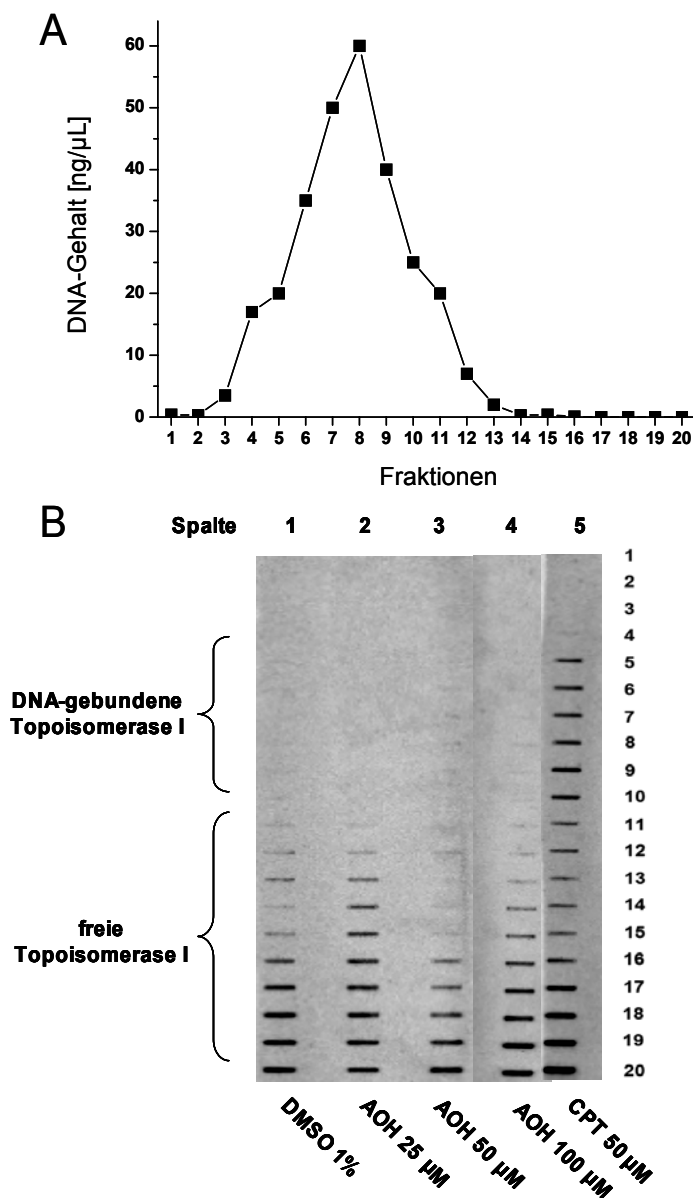 A
DNA-Gehalt [ng/µL]
60
50
40
30
20
10
0
1 2 3 4 5 6 7 8 9 10 11 12 13 14 15 16 17 18 19 20
Fraktionen
B
Spalte 1 2 3 4 5
DNA-gebundene
Topoisomerase I
freie
Topoisomerase I
1
2
3
4
5
6
7
8
9
10
11
12
13
14
15
16
17
18
19
20
DMSO 1%
AOH 25 µM
AOH 50 µM
AOH 100 µM
CPT 50 µM